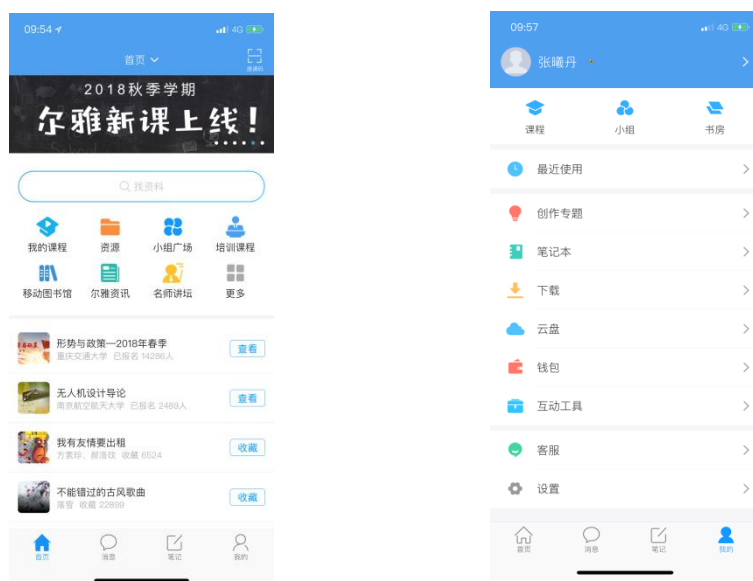 09:54
4G
首页
邀请码
2018秋季学期
尔雅新课上线!
找资料
我的课程 资源 小组广场 培训课程
移动图书馆 尔雅资讯 名师讲坛 更多
形势与政策—2018年春季
重庆交通大学 已报名 14286人
查看
无人机设计导论
南京航空航天大学 已报名 2489人
查看
我有友情要出租
方素珍、郝洛玟 收藏 6524
收藏
不能错过的古风歌曲
落雪 收藏 22899
收藏
首页 消息 笔记 我的
09:57
4G
张曦丹
课程 小组 书房
最近使用
创作专题
笔记本
下载
云盘
钱包
互动工具
客服
设置
首页 消息 笔记 我的